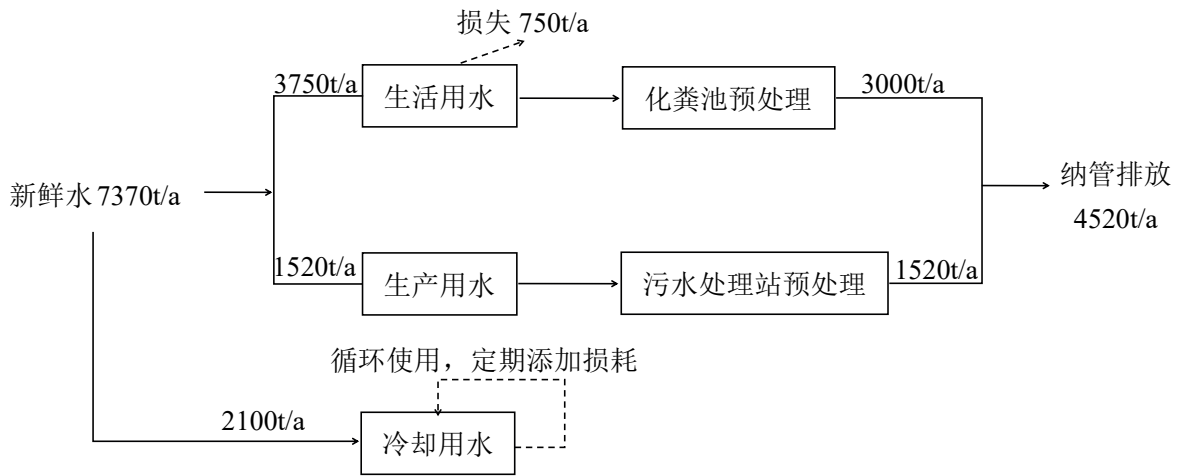 损失 750t/a
3750t/a
生活用水
化粪池预处理
3000t/a
新鲜水 7370t/a
纳管排放
4520t/a
1520t/a
生产用水
污水处理站预处理
1520t/a
循环使用，定期添加损耗
2100t/a
冷却用水